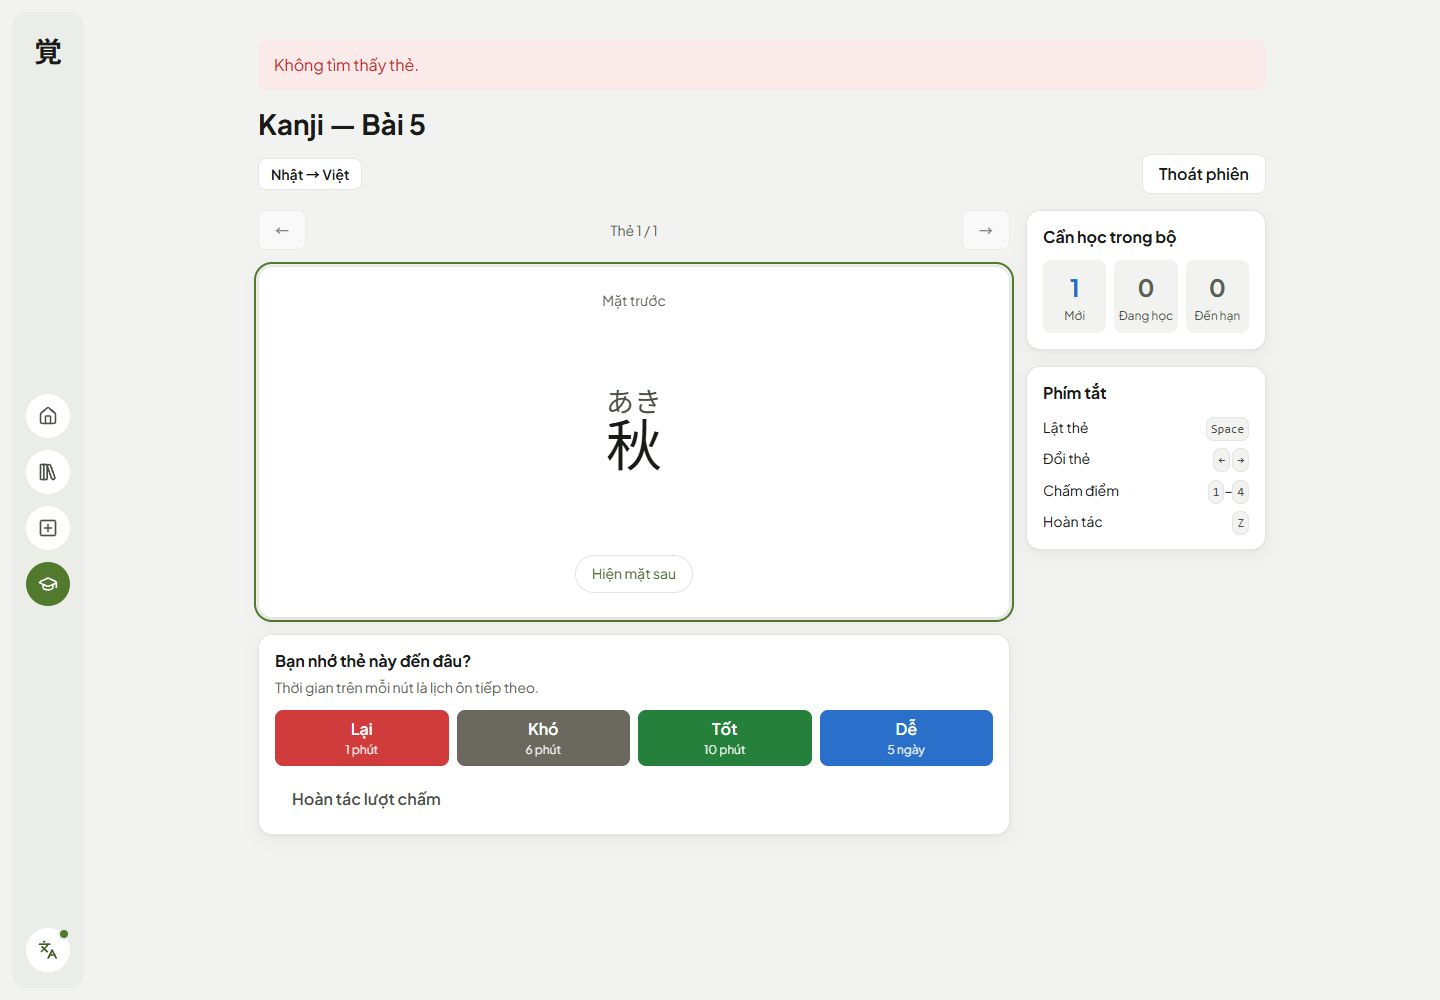 覚
Không tìm thấy thẻ.
Kanji — Bài 5
Nhật → Việt
Thoát phiên
←
Thẻ 1 / 1
→
Mặt trước
あき
秋
Hiện mặt sau
Bạn nhớ thẻ này đến đâu?
Thời gian trên mỗi nút là lịch ôn tiếp theo.
Lại
1 phút
Khó
6 phút
Tốt
10 phút
Dễ
5 ngày
Hoàn tác lượt chấm
Cần học trong bộ
1
Mới
0
Đang học
0
Đến hạn
Phím tắt
Lật thẻ Space
Đổi thẻ ← →
Chấm điểm 1 – 4
Hoàn tác Z